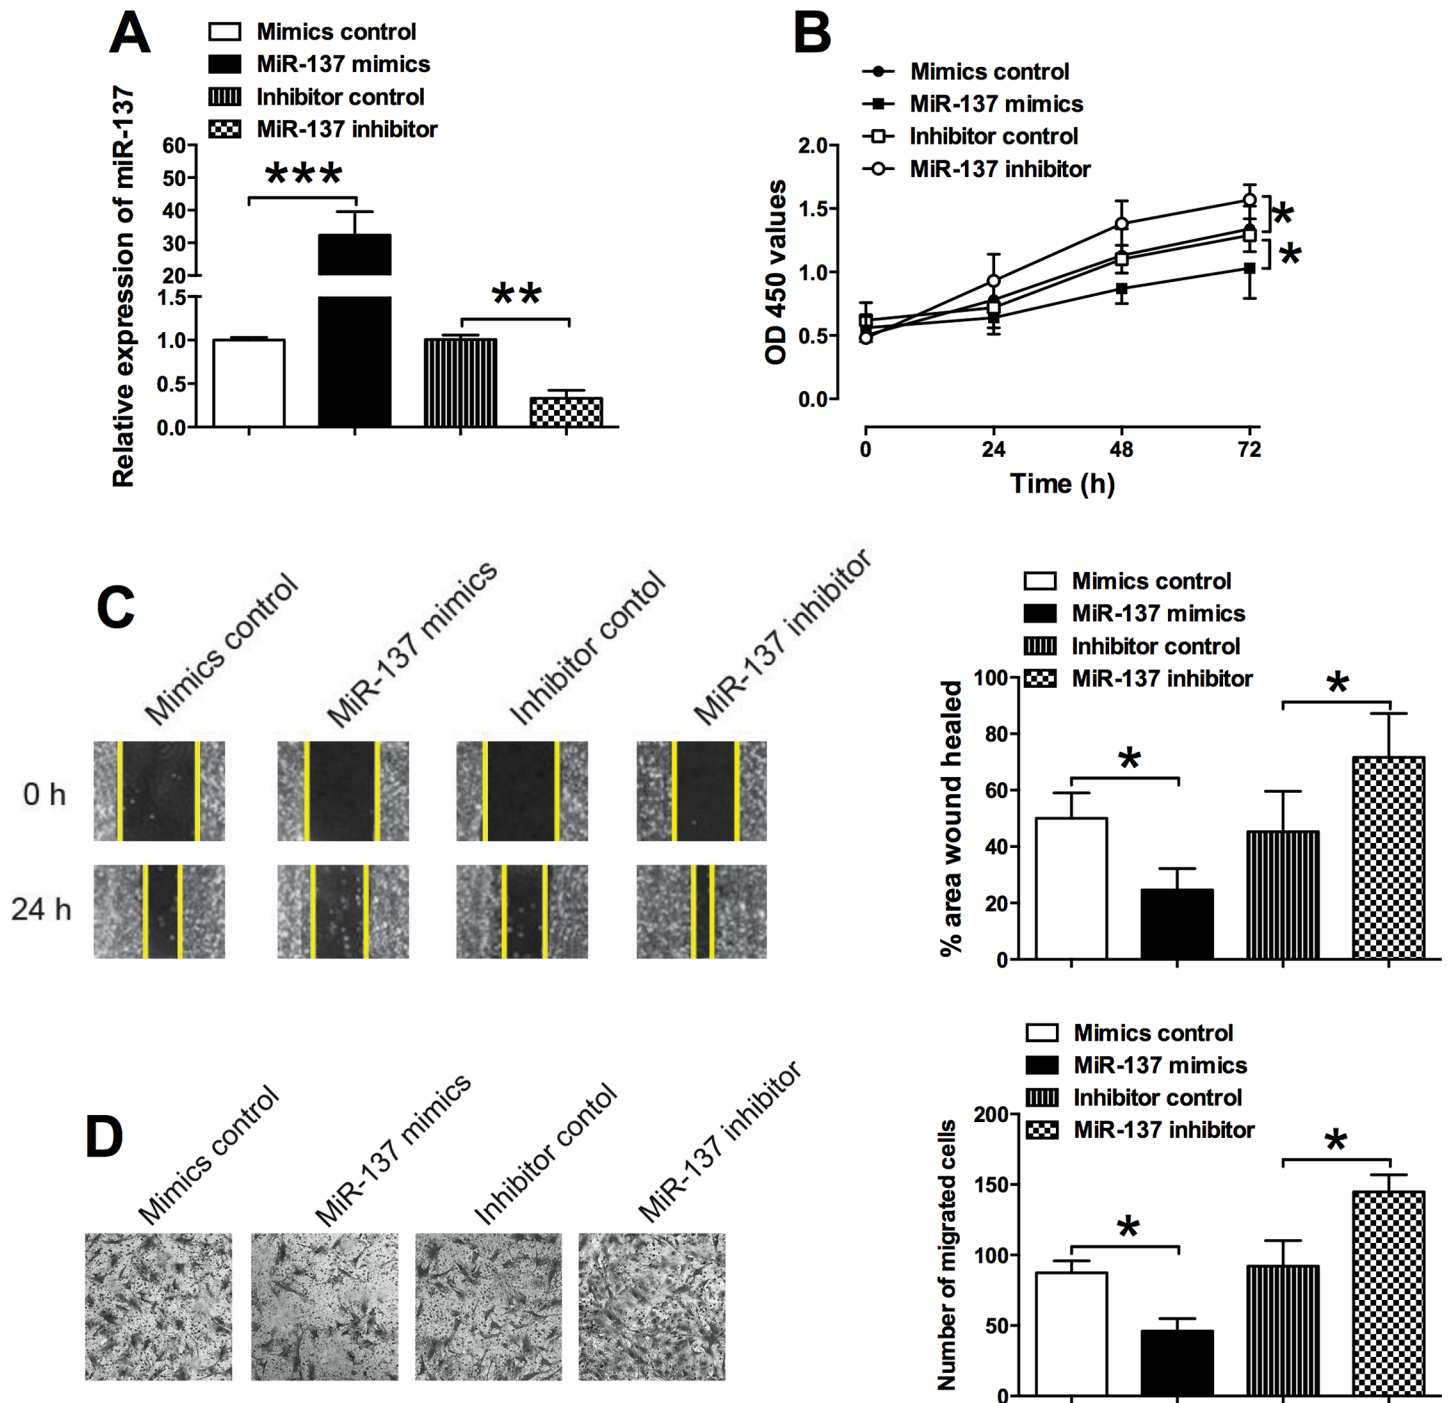 A
Mimics control
MiR-137 mimics
Inhibitor control
MiR-137 inhibitor
Relative expression of miR-137
60
50
40
30
20
1.5
1.0
0.5
0.0
***
**
B
Mimics control
MiR-137 mimics
Inhibitor control
MiR-137 inhibitor
OD 450 values
2.0
1.5
1.0
0.5
0.0
*
*
0 24 48 72
Time (h)
C
Mimics control
MiR-137 mimics
Inhibitor contol
MiR-137 inhibitor
0 h
24 h
Mimics control
MiR-137 mimics
Inhibitor control
MiR-137 inhibitor
% area wound healed
100
80
60
40
20
0
*
*
D
Mimics control
MiR-137 mimics
Inhibitor contol
MiR-137 inhibitor
Mimics control
MiR-137 mimics
Inhibitor control
MiR-137 inhibitor
Number of migrated cells
200
150
100
50
0
*
*